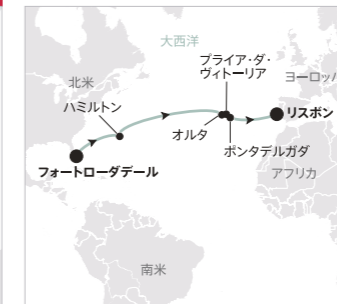 大西洋
プライア・ダ・
ヴィトーリア
ヨーロッパ
北米
ハミルトン
リスボン
オルタ
ポンタデルガダ
フォートローダデール
アフリカ
南米